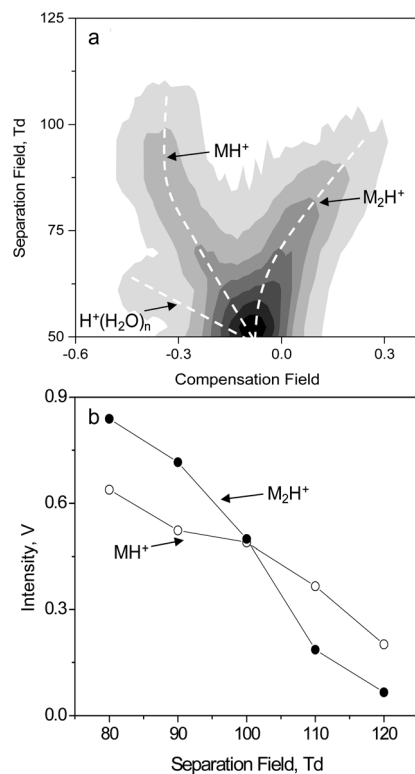 a
125
100
75
50
Separation Field, Td
MH⁺
M₂H⁺
H⁺(H₂O)ₙ
-0.6
-0.3
0.0
0.3
Compensation Field
b
0.9
0.6
0.3
0.0
Intensity, V
M₂H⁺
MH⁺
80
90
100
110
120
Separation Field, Td